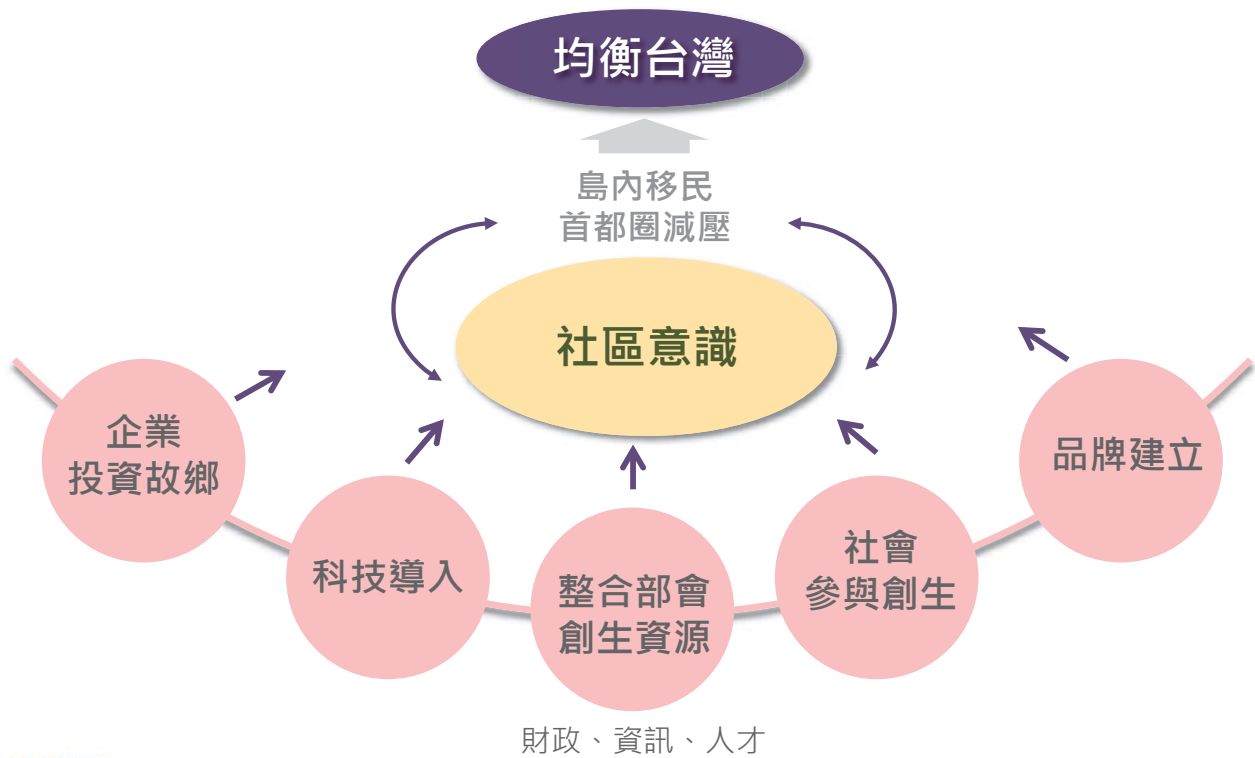 均衡台灣
島內移民
首都圈減壓
社區意識
企業
投資故鄉
科技導入
整合部會
創生資源
社會
參與創生
品牌建立
財政、資訊、人才